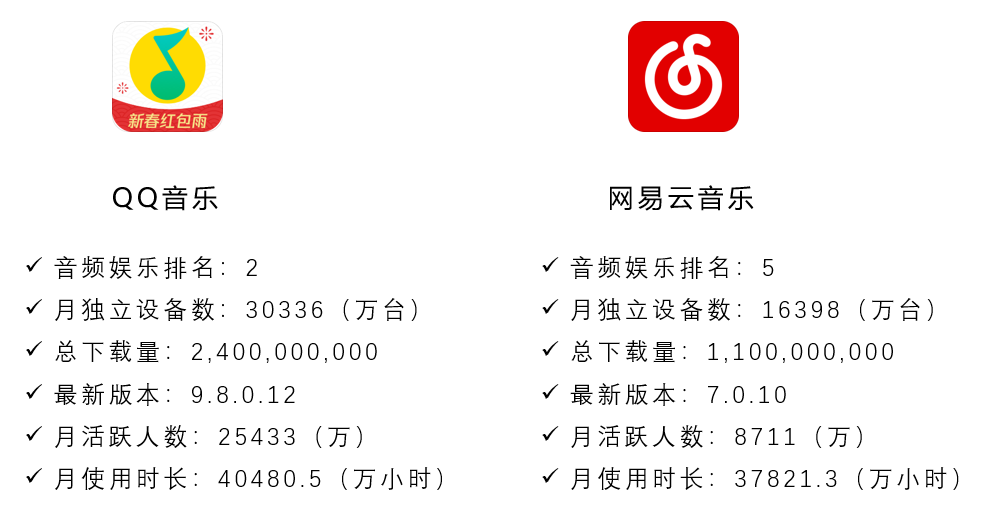 新春红包雨
QQ音乐
网易云音乐
音频娱乐排名：2
月独立设备数：30336（万台）
总下载量：2,400,000,000
最新版本：9.8.0.12
月活跃人数：25433（万）
月使用时长：40480.5（万小时）
音频娱乐排名：5
月独立设备数：16398（万台）
总下载量：1,100,000,000
最新版本：7.0.10
月活跃人数：8711（万）
月使用时长：37821.3（万小时）